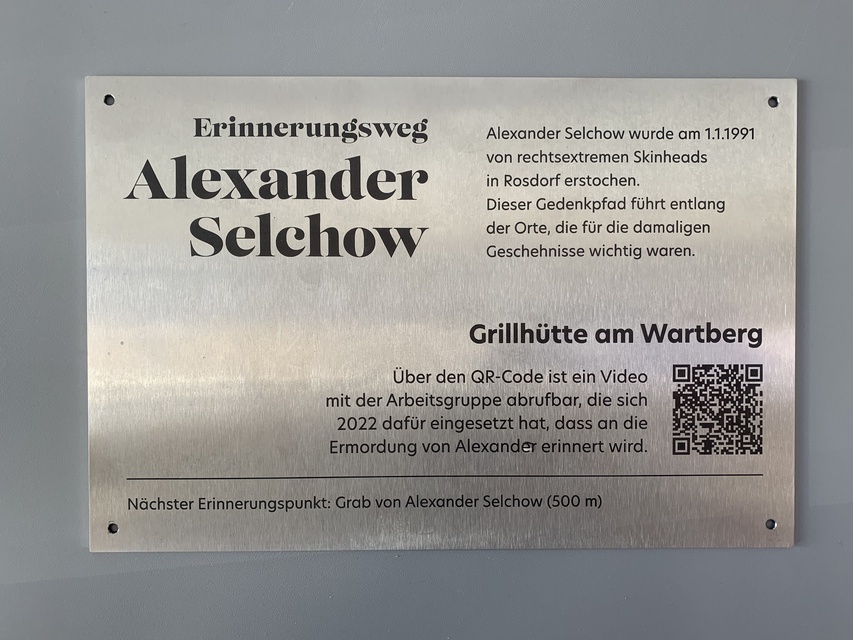 Erinnerungsweg
Alexander
Selchow
Alexander Selchow wurde am 1.1.1991
von rechtsextremen Skinheads
in Rosdorf erstochen.
Dieser Gedenkpfad führt entlang
der Orte, die für die damaligen
Geschehnisse wichtig waren.
Grillhütte am Wartberg
Über den QR-Code ist ein Video
mit der Arbeitsgruppe abrufbar, die sich
2022 dafür eingesetzt hat, dass an die
Ermordung von Alexander erinnert wird.
Nächster Erinnerungspunkt: Grab von Alexander Selchow (500 m)